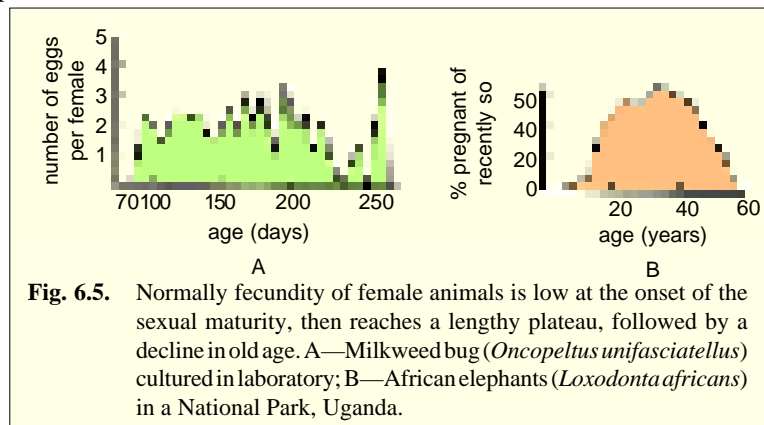 number of eggs
per female
5
4
3
2
1
70100 150 200 250
age (days)
A
% pregnant of
recently so
50
40
20
0
20 40 60
age (years)
B
Fig. 6.5. Normally fecundity of female animals is low at the onset of the
sexual maturity, then reaches a lengthy plateau, followed by a
decline in old age. A—Milkweed bug (Oncopeltus unifasciatellus)
cultured in laboratory; B—African elephants (Loxodonta africans)
in a National Park, Uganda.